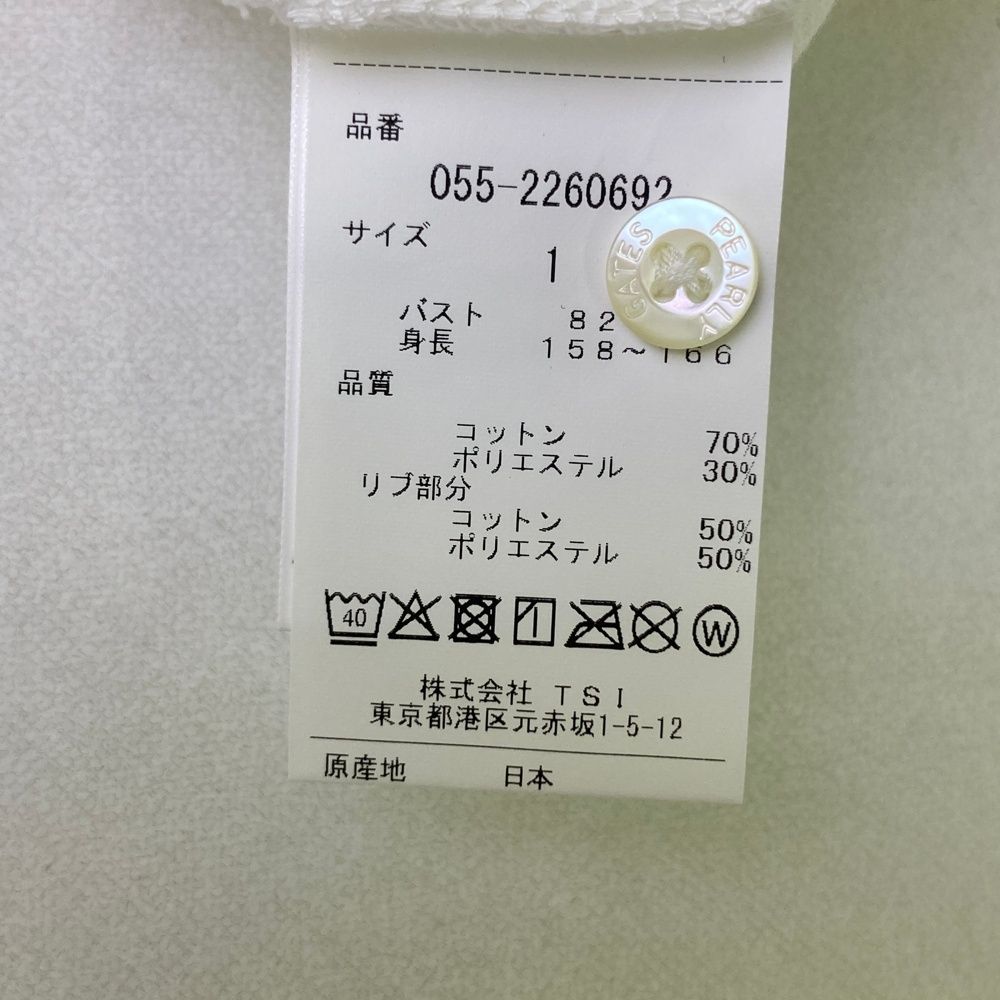 品番
055-2260692
サイズ
1
バスト 82
身長 158～166
品質
コットン 70%
ポリエステル 30%
リブ部分
コットン 50%
ポリエステル 50%
40
W
株式会社 TSI
東京都港区元赤坂1-5-12
原産地 日本
PEARLY GATES